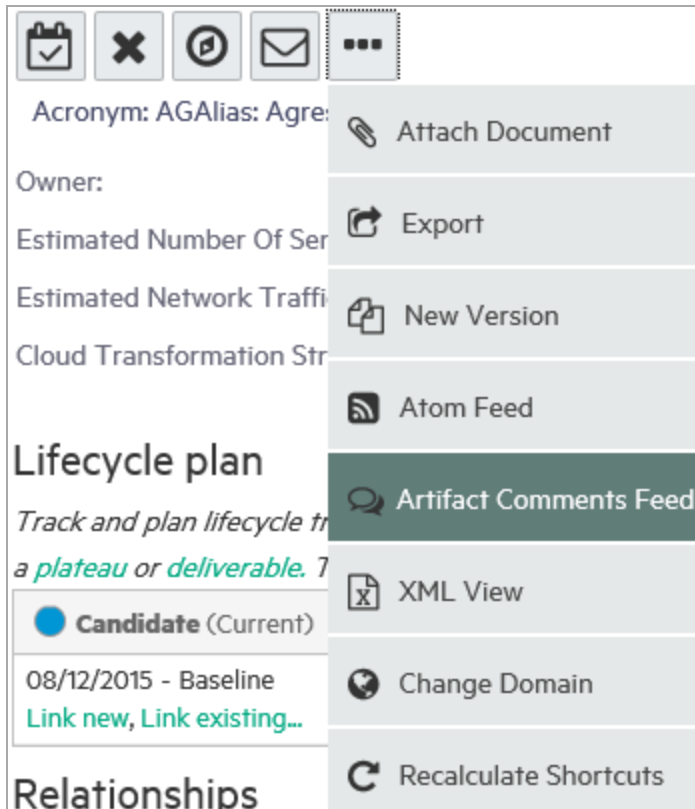 Acronym: AGAlias: Agre
Attach Document
Owner:
Export
Estimated Number Of Ser
Estimated Network Traffi
New Version
Cloud Transformation Str
Atom Feed
Lifecycle plan
Artifact Comments Feed
Track and plan lifecycle tr
a plateau or deliverable. T
XML View
Candidate (Current)
08/12/2015 - Baseline
Change Domain
Link new, Link existing...
Relationships
Recalculate Shortcuts